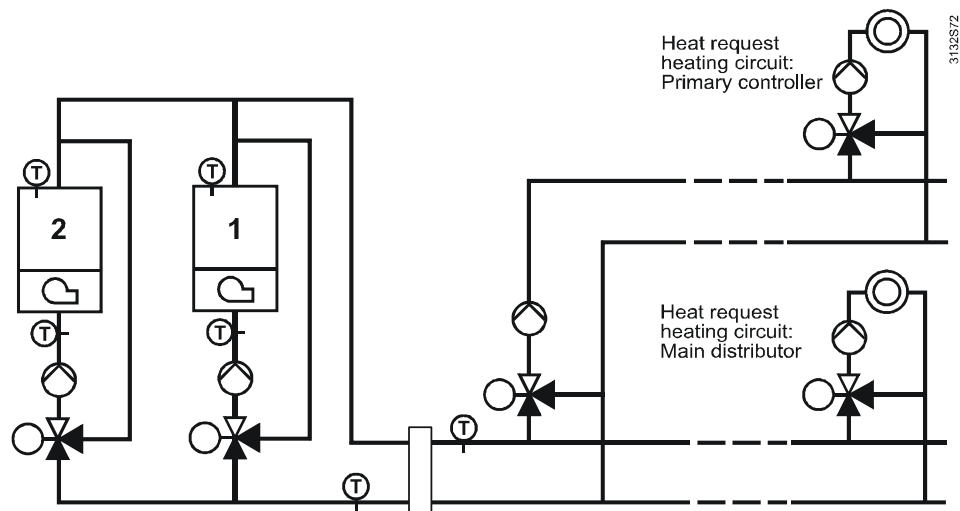 Heat request
heating circuit:
Primary controller
3132S72
T
T
2
1
Heat request
heating circuit:
Main distributor
T
T
T
T